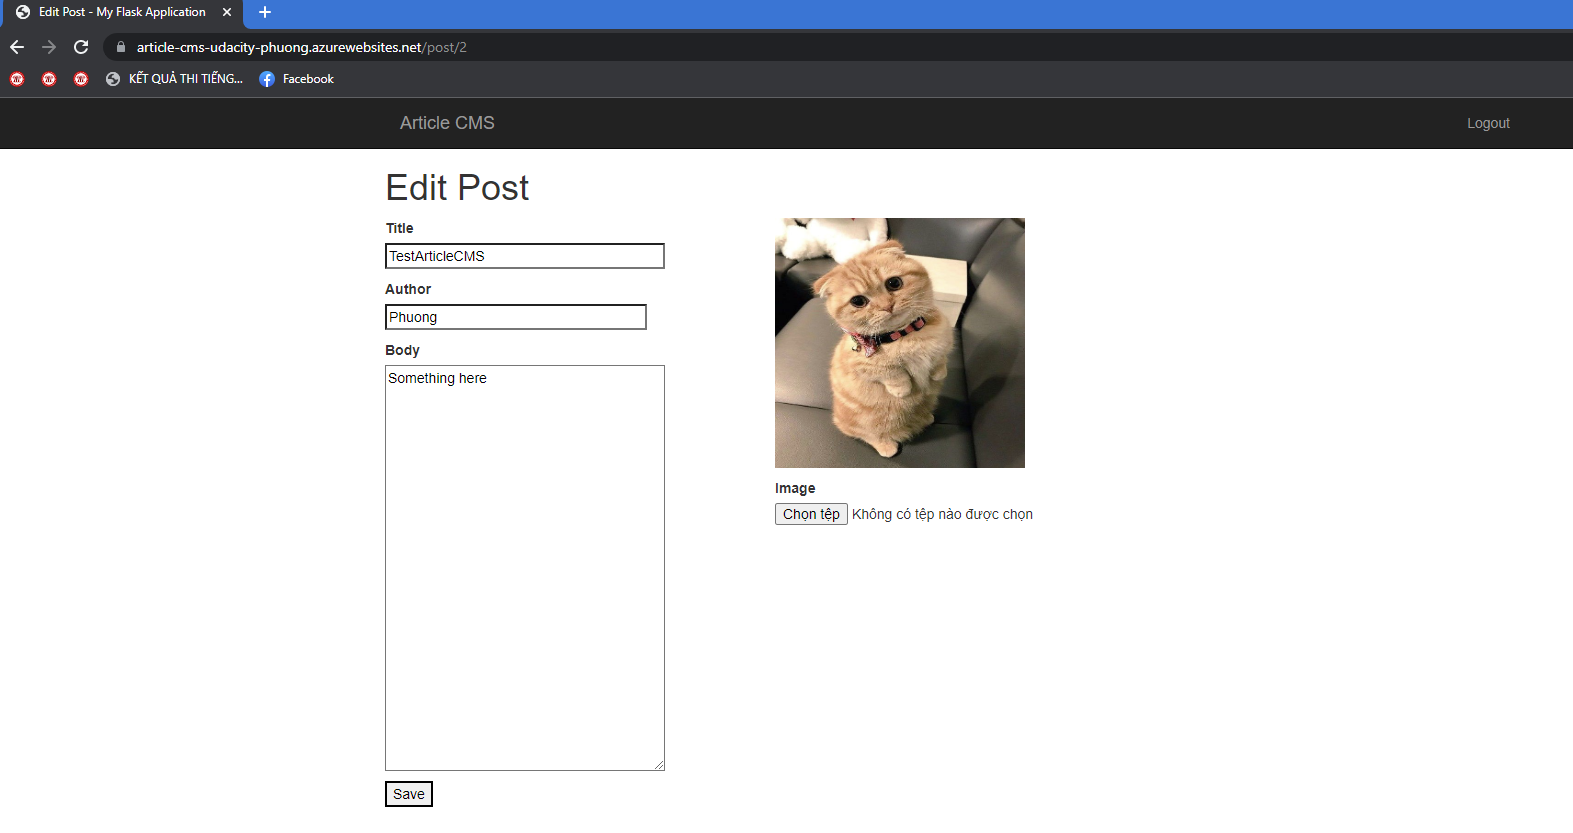 Edit Post - My Flask Application
article-cms-udacity-phuong.azurewebsites.net/post/2
KẾT QUẢ THI TIẾNG... Facebook
Article CMS Logout
Edit Post
Title
TestArticleCMS
Author
Phuong
Body
Something here
Image
Chọn tệp Không có tệp nào được chọn
Save